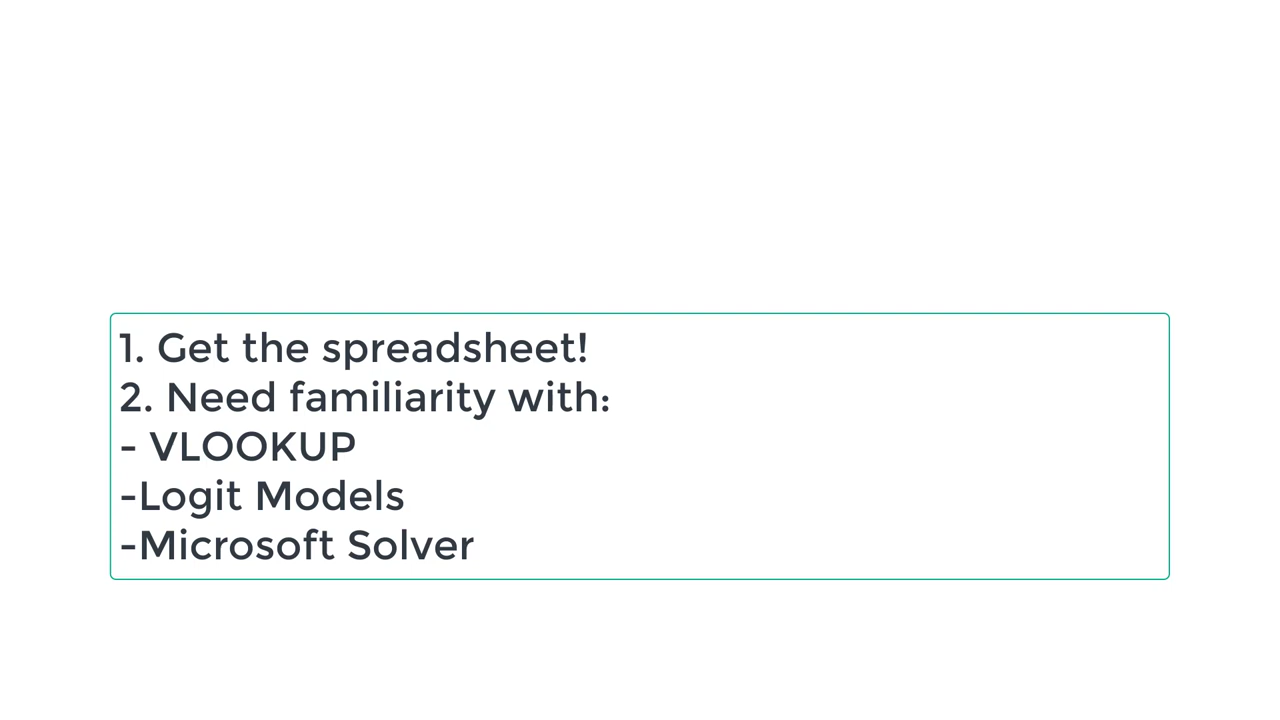 1. Get the spreadsheet!
2. Need familiarity with:
- VLOOKUP
-Logit Models
-Microsoft Solver